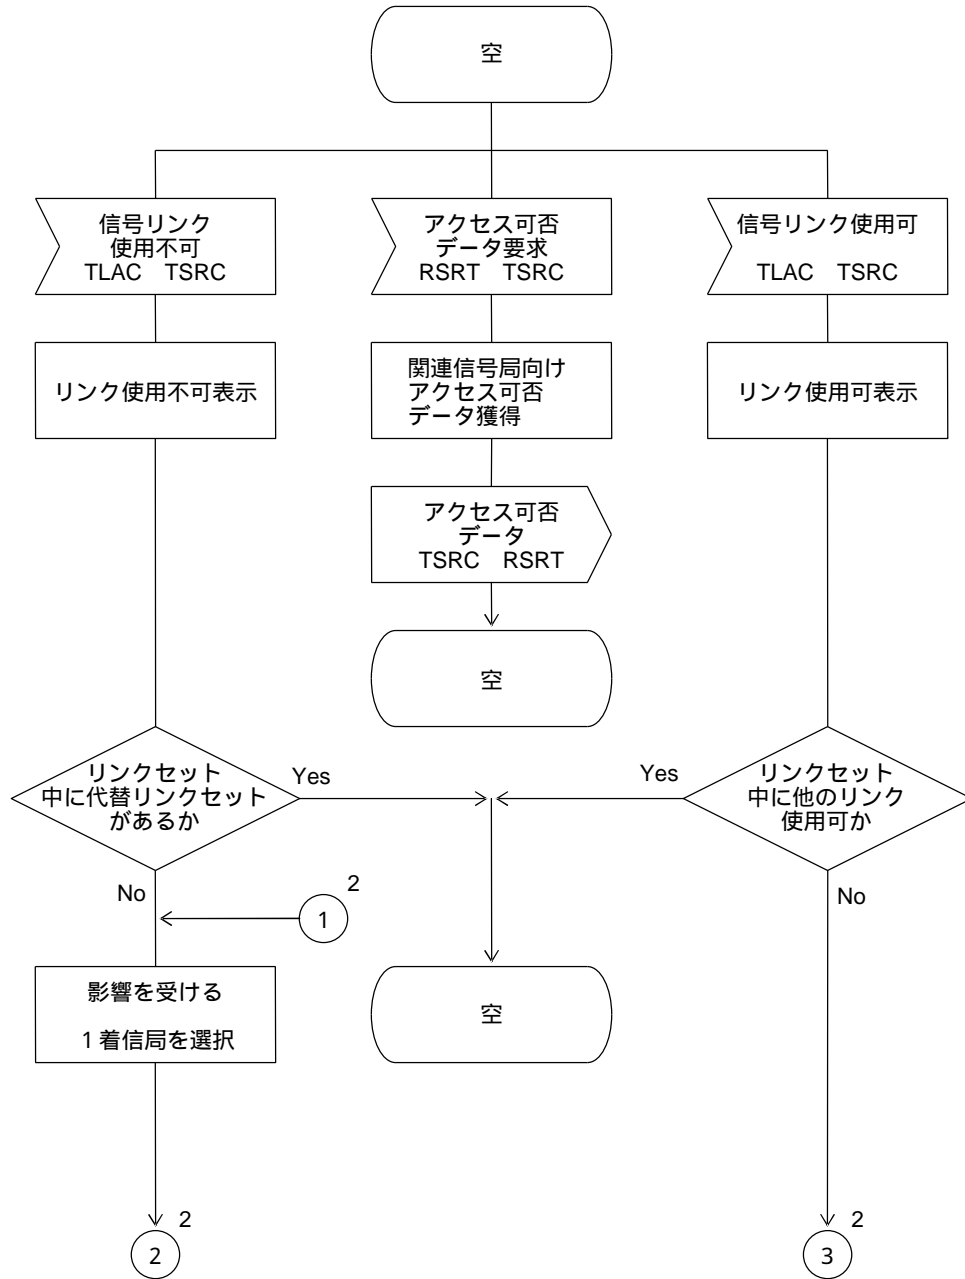 空
信号リンク
使用不可
TLAC TSRC
アクセス可否
データ要求
RSRT TSRC
信号リンク使用可
TLAC TSRC
リンク使用不可表示
関連信号局向け
アクセス可否
データ獲得
リンク使用可表示
アクセス可否
データ
TSRC RSRT
空
リンクセット
中に代替リンクセット
があるか
Yes
Yes
リンクセット
中に他のリンク
使用可か
No
2
1
No
影響を受ける
1着信局を選択
空
2
2
2
3